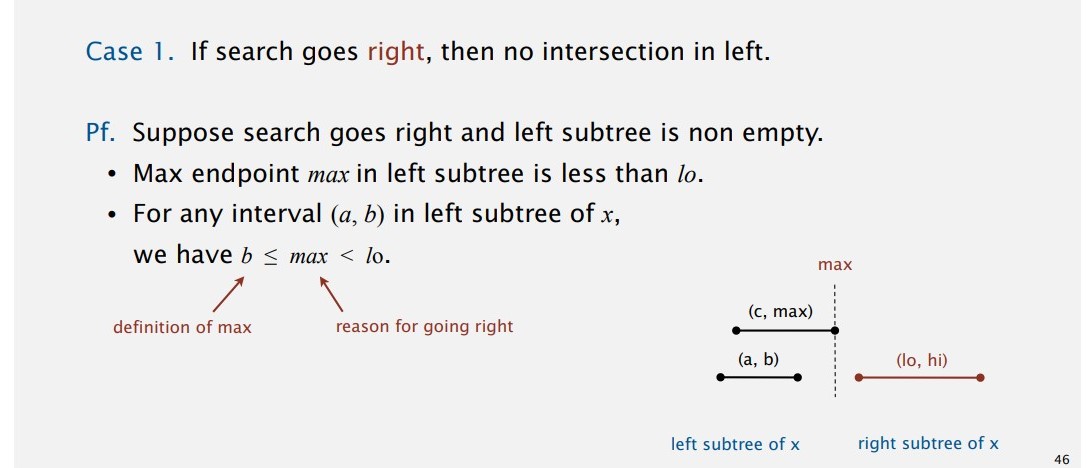 Case 1. If search goes right, then no intersection in left.
Pf. Suppose search goes right and left subtree is non empty.
• Max endpoint max in left subtree is less than lo.
• For any interval (a, b) in left subtree of x,
we have b ≤ max < lo.
definition of max
reason for going right
max
(c, max)
(a, b)
(lo, hi)
left subtree of x
right subtree of x
46